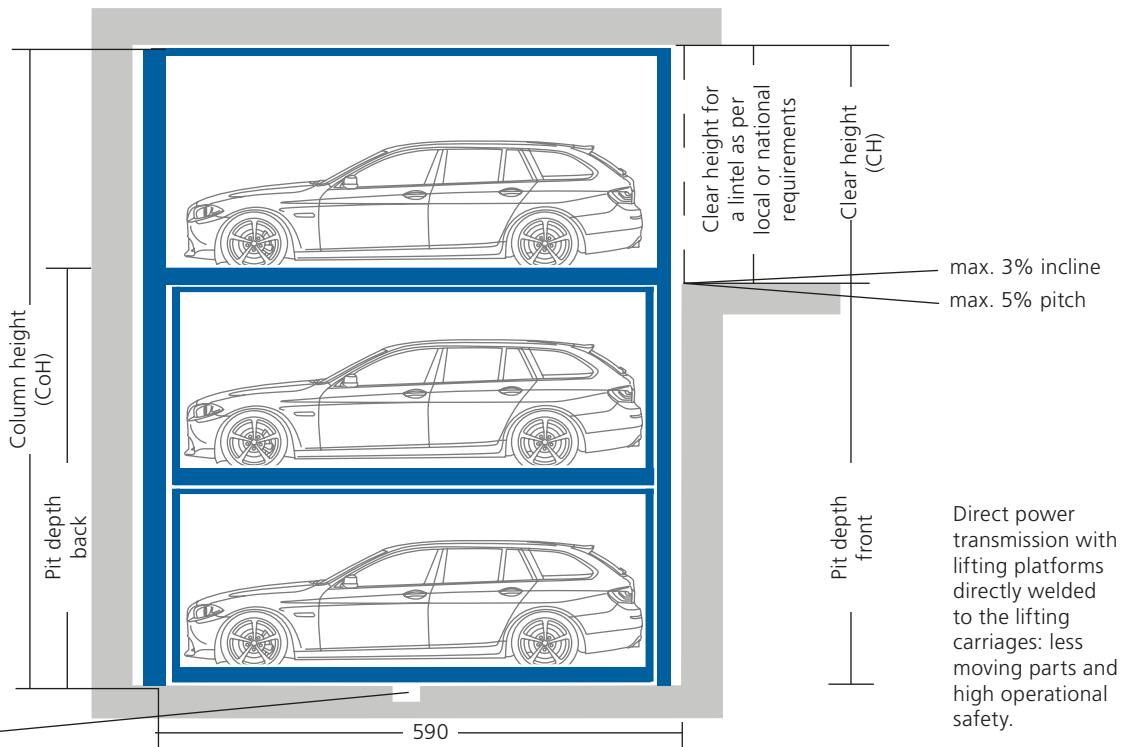 Column height
(CoH)
Pit depth
back
Clear height for
a lintel as per
local or national
requirements
Clear height
(CH)
max. 3% incline
max. 5% pitch
Pit depth
front
Direct power
transmission with
lifting platforms
directly welded
to the lifting
carriages: less
moving parts and
high operational
safety.
590